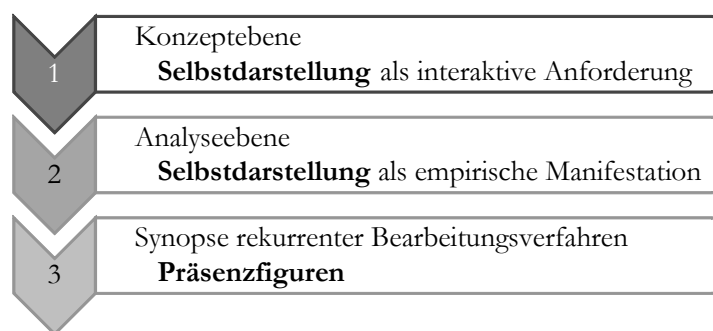 1
Konzeptebene
Selbstdarstellung als interaktive Anforderung
2
Analyseebene
Selbstdarstellung als empirische Manifestation
3
Synopse rekurrenter Bearbeitungsverfahren
Präsenzfiguren